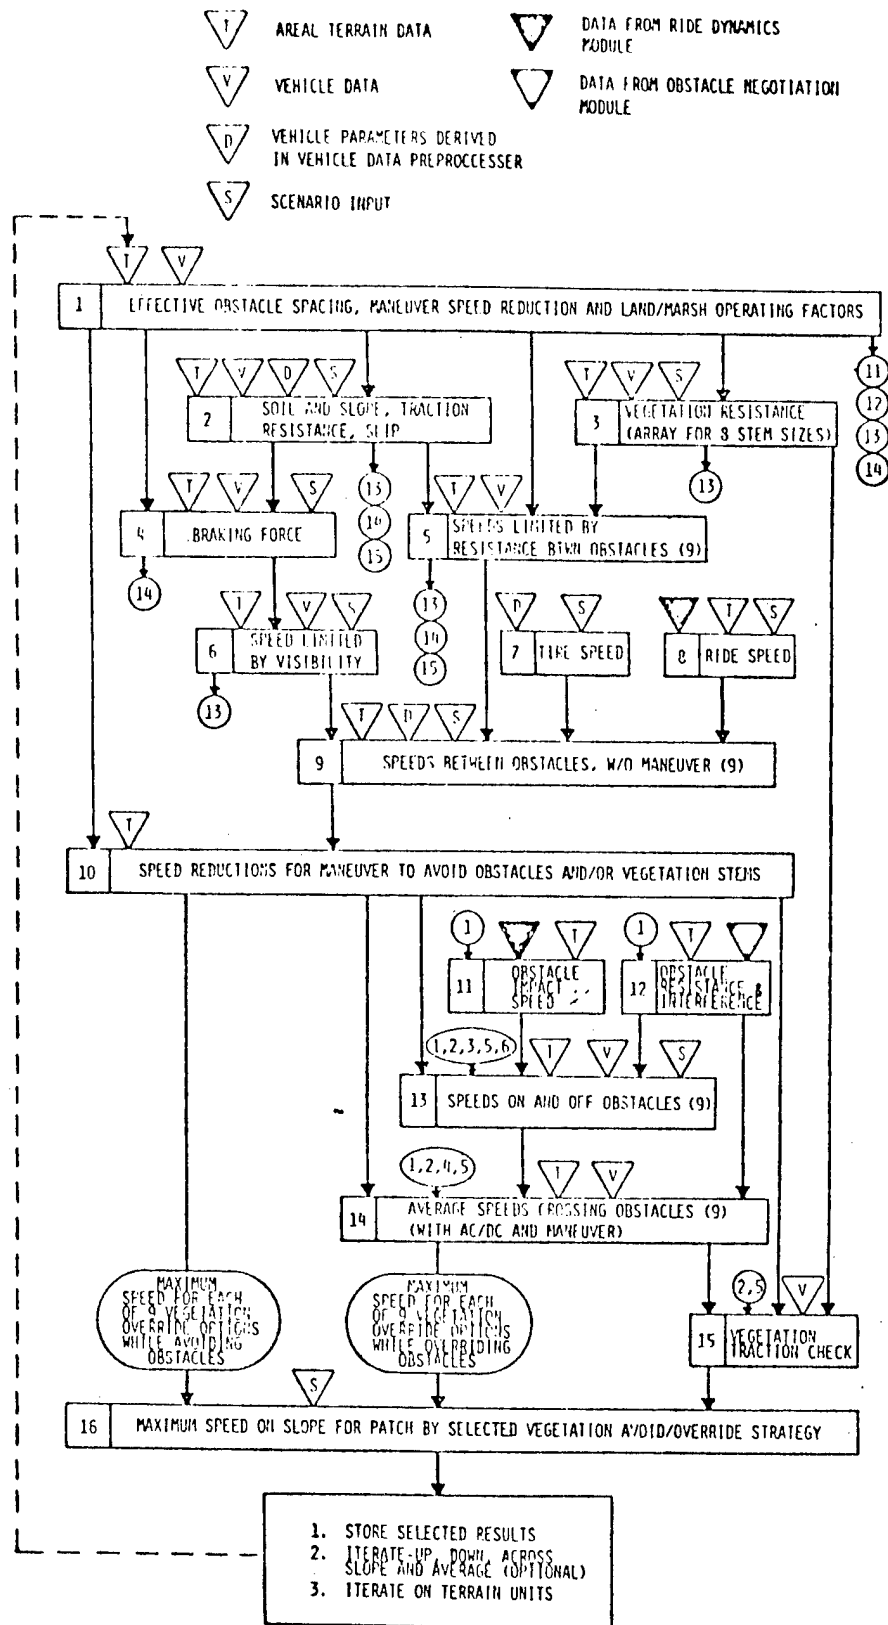 T AREAL TERRAIN DATA
DATA FROM RIDE DYNAMICS
MODULE
V VEHICLE DATA
DATA FROM OBSTACLE NEGOTIATION
MODULE
D VEHICLE PARAMETERS DERIVED
IN VEHICLE DATA PREPROCCESER
S SCENARIO INPUT
T V
1 EFFECTIVE OBSTACLE SPACING, MANEUVER SPEED REDUCTION AND LAND/MARSH OPERATING FACTORS
11
12
13
14
T V D S
2 SOIL AND SLOPE, TRACTION
RESISTANCE, SLIP
T V S
3 VEGETATION RESISTANCE
(ARRAY FOR 8 STEM SIZES)
13
13
14
15
T V S
4 BRAKING FORCE
14
T V
5 SPEEDS LIMITED BY
RESISTANCE BTWN OBSTACLES (9)
13
14
15
T V S
6 SPEED LIMITED
BY VISIBILITY
13
D S
7 TIRE SPEED
T S
8 RIDE SPEED
T D S
9 SPEEDS BETWEEN OBSTACLES, W/O MANEUVER (9)
T
10 SPEED REDUCTIONS FOR MANEUVER TO AVOID OBSTACLES AND/OR VEGETATION STEMS
1 T
11 OBSTACLE
IMPACT
SPEED
1 T
12 OBSTACLE
RESISTANCE &
INTERFERENCE
1,2,3,5,6 T V S
13 SPEEDS ON AND OFF OBSTACLES (9)
1,2,4,5 T V
14 AVERAGE SPEEDS CROSSING OBSTACLES (9)
(WITH AC/DC AND MANEUVER)
MAXIMUM
SPEED FOR EACH
OF 9 VEGETATION
OVERRIDE OPTIONS
WHILE AVOIDING
OBSTACLES
MAXIMUM
SPEED FOR EACH
OF 9 VEGETATION
OVERRIDE OPTIONS
WHILE OVERRIDING
OBSTACLES
2,5 V
15 VEGETATION
TRACTION CHECK
S
16 MAXIMUM SPEED ON SLOPE FOR PATCH BY SELECTED VEGETATION AVOID/OVERRIDE STRATEGY
1. STORE SELECTED RESULTS
2. ITERATE-UP, DOWN, ACROSS
SLOPE AND AVERAGE (OPTIONAL)
3. ITERATE ON TERRAIN UNITS